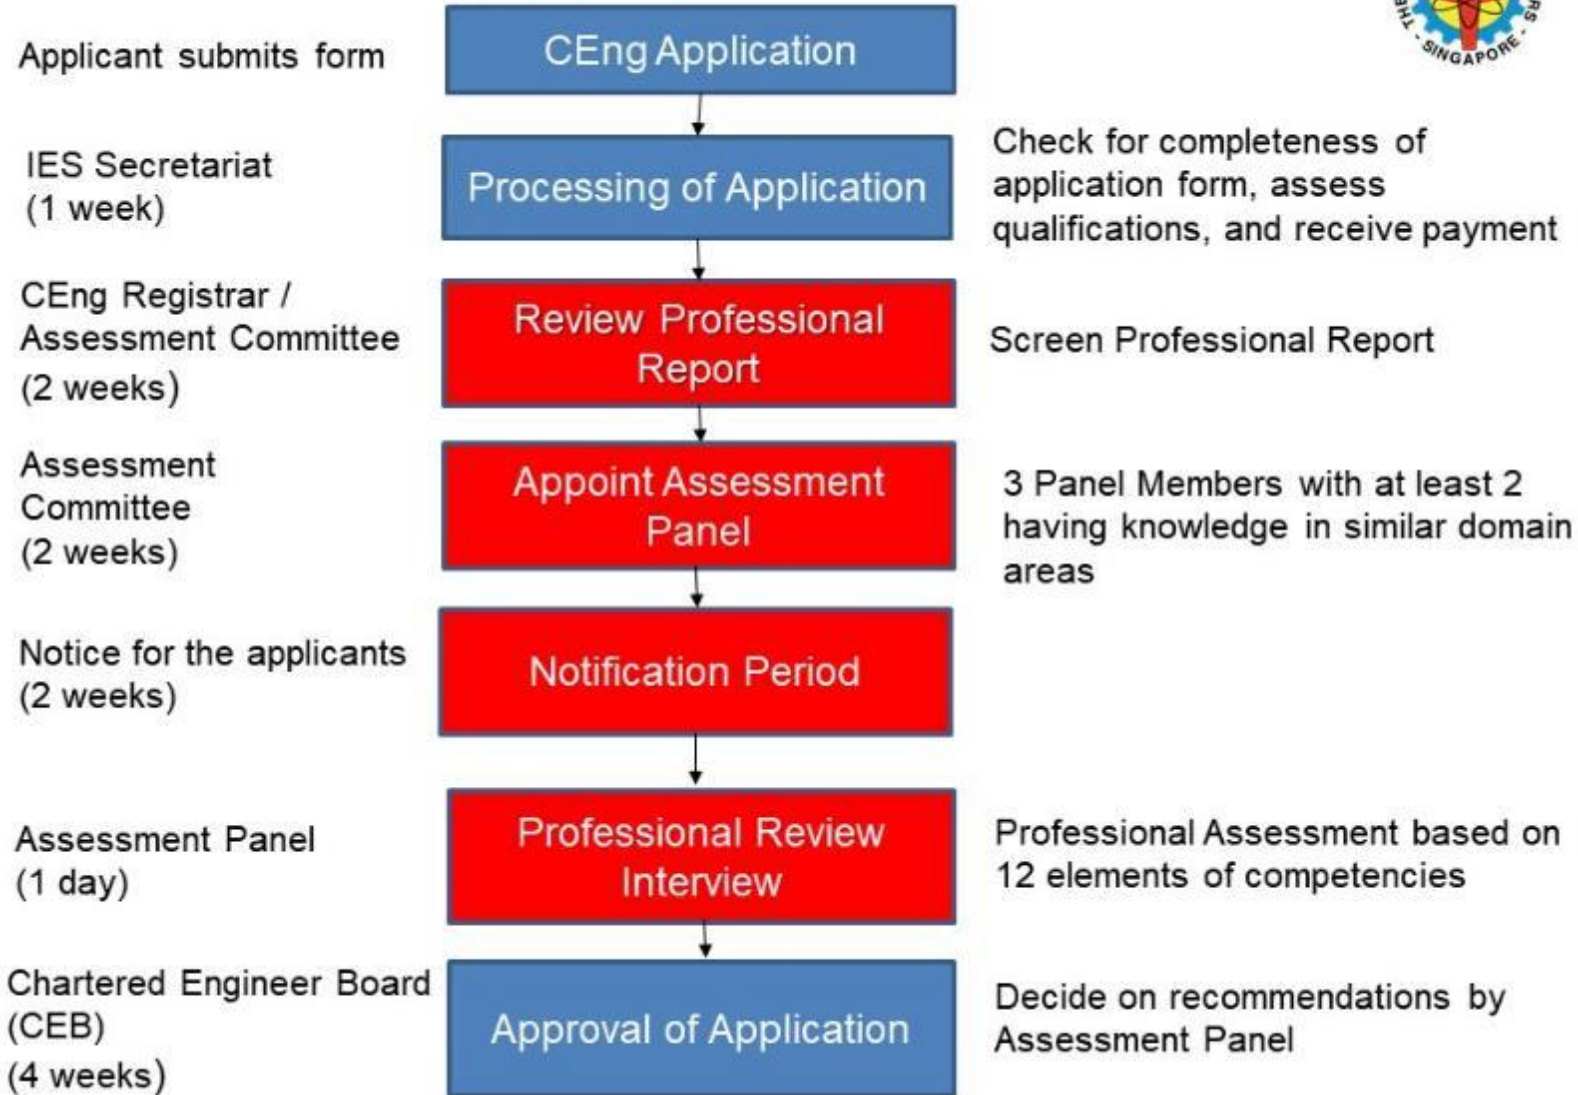 THE
SINGAPORE
RS
Applicant submits form
CEng Application
IES Secretariat
(1 week)
Processing of Application
Check for completeness of
application form, assess
qualifications, and receive payment
CEng Registrar /
Assessment Committee
(2 weeks)
Review Professional
Report
Screen Professional Report
Assessment
Committee
(2 weeks)
Appoint Assessment
Panel
3 Panel Members with at least 2
having knowledge in similar domain
areas
Notice for the applicants
(2 weeks)
Notification Period
Assessment Panel
(1 day)
Professional Review
Interview
Professional Assessment based on
12 elements of competencies
Chartered Engineer Board
(CEB)
(4 weeks)
Approval of Application
Decide on recommendations by
Assessment Panel